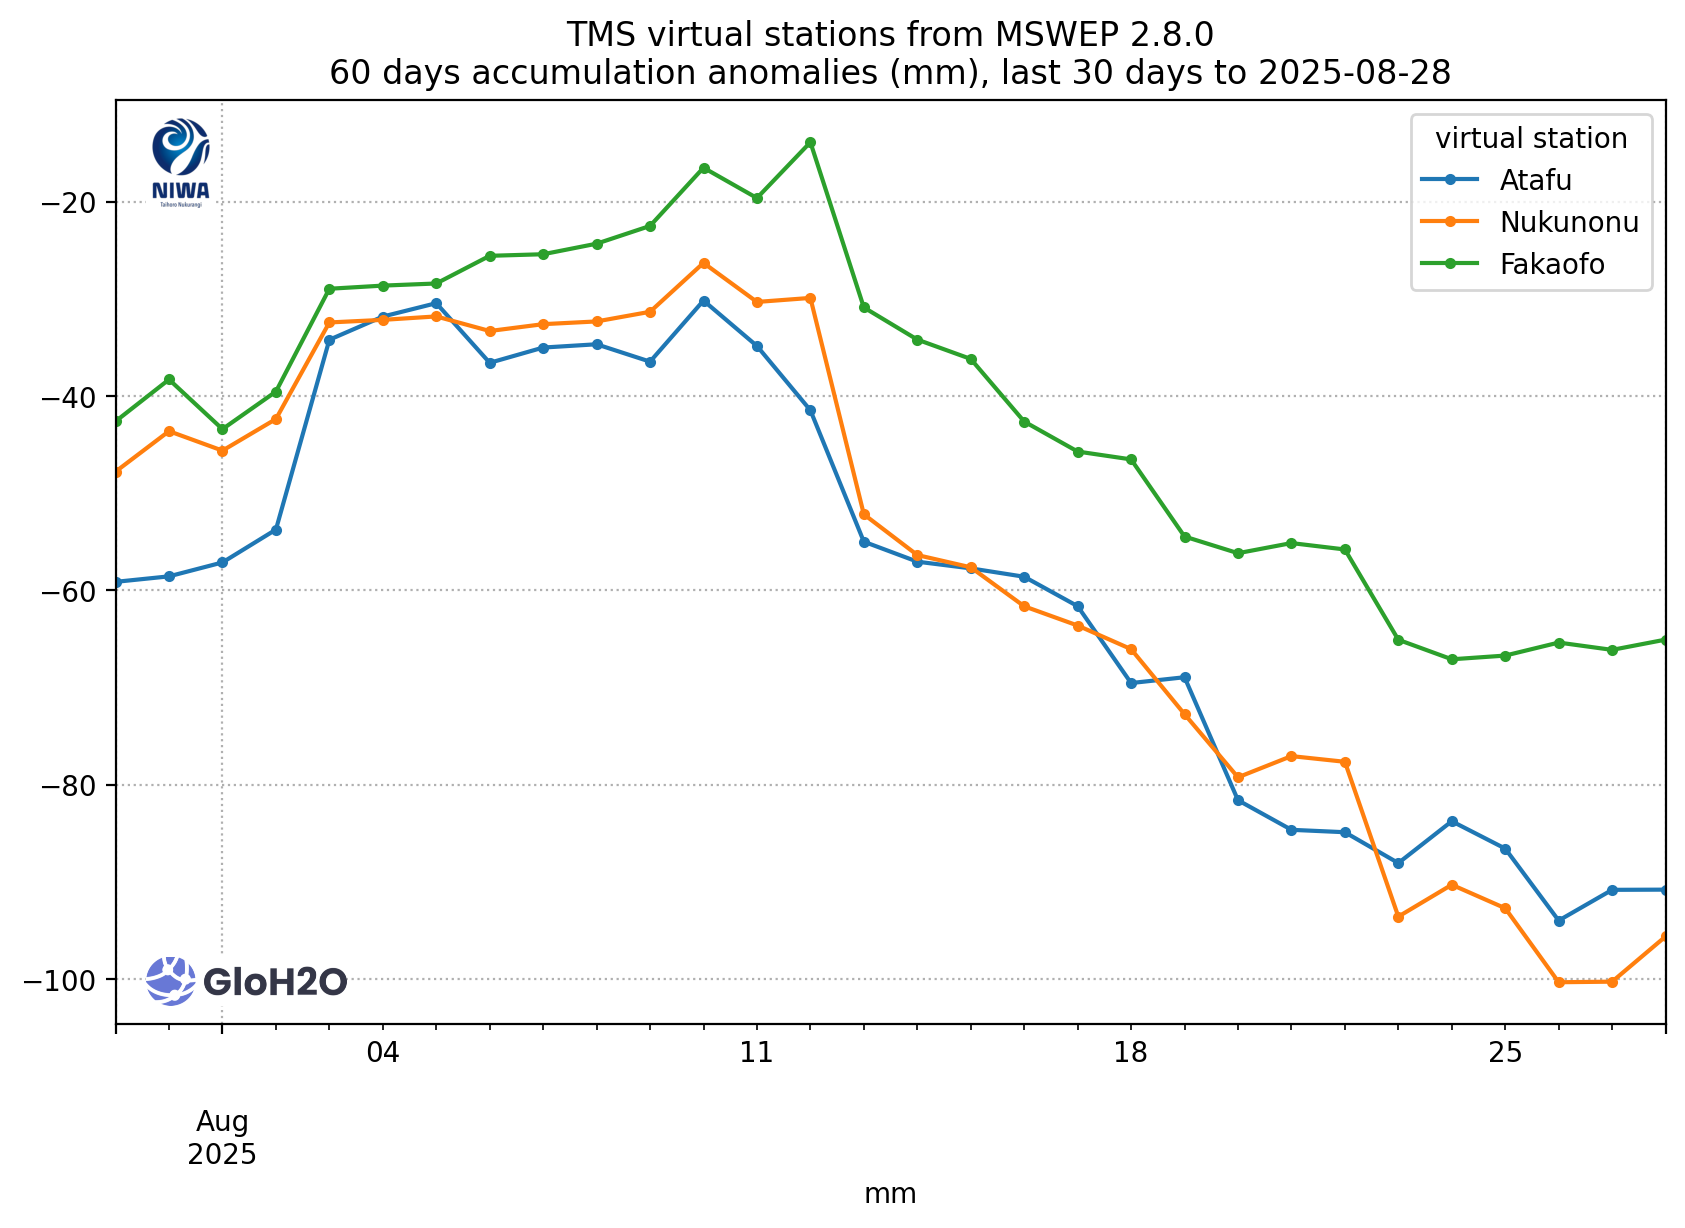 TMS virtual stations from MSWEP 2.8.0
60 days accumulation anomalies (mm), last 30 days to 2025-08-28
NIWA
Taihoro Nukurangi
virtual station
Atafu
Nukunonu
Fakaofo
−20
−40
−60
−80
−100
GloH2O
04 11 18 25
Aug
2025
mm